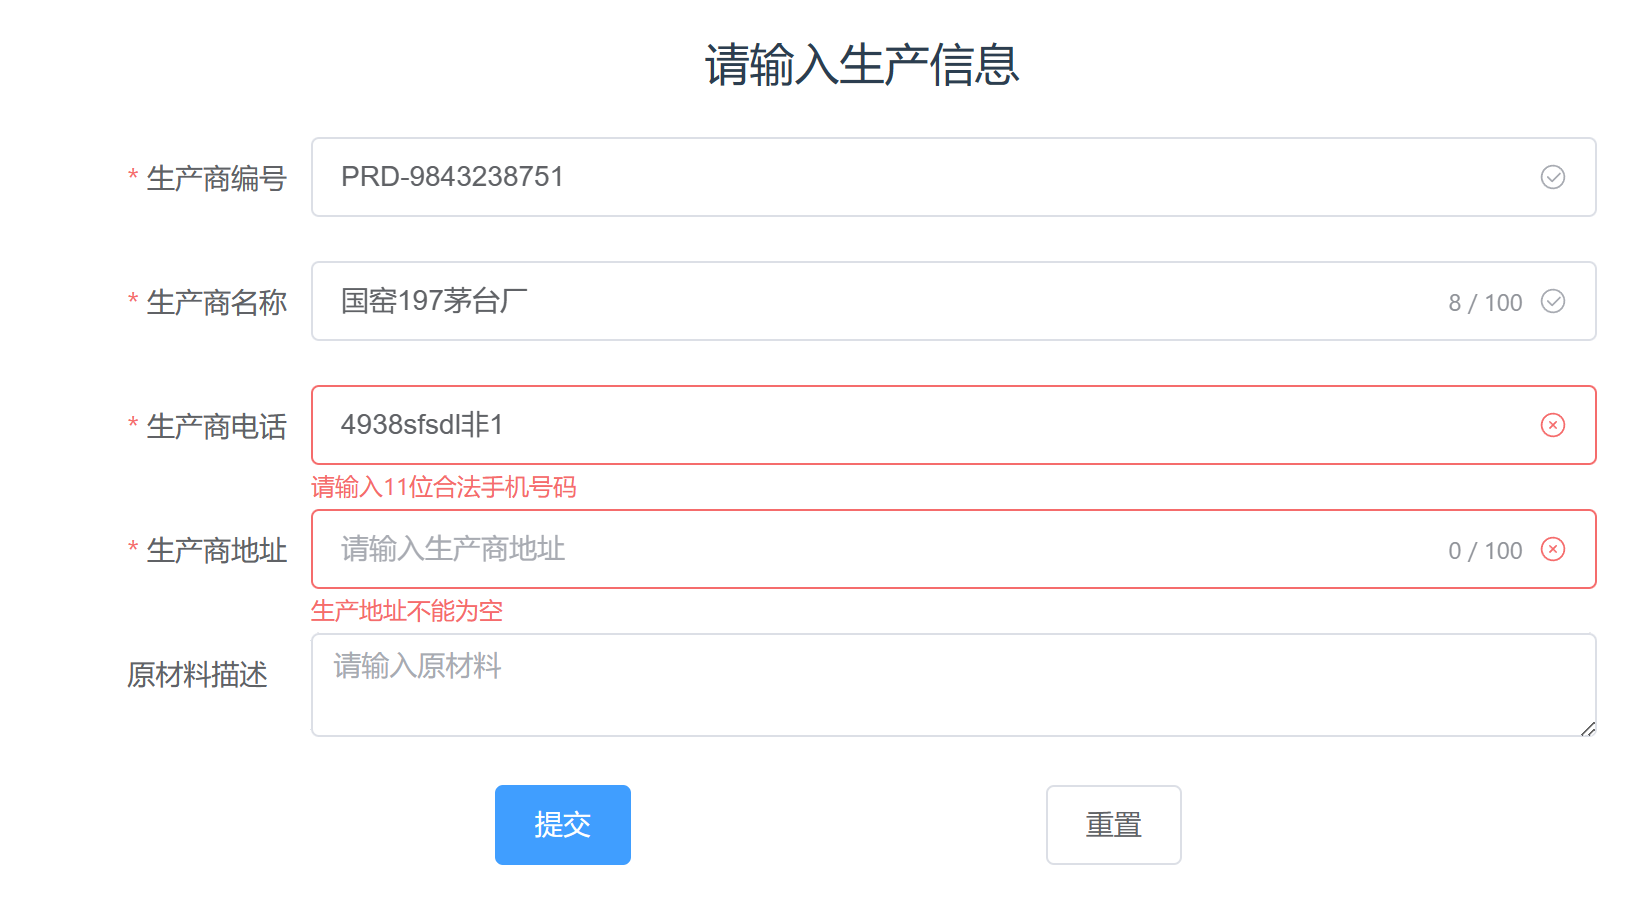 请输入生产信息
* 生产商编号 PRD-9843238751
* 生产商名称 国窑197茅台厂 8 / 100
* 生产商电话 4938sfsdl非1
请输入11位合法手机号码
* 生产商地址 请输入生产商地址 0 / 100
生产地址不能为空
原材料描述 请输入原材料
提交 重置